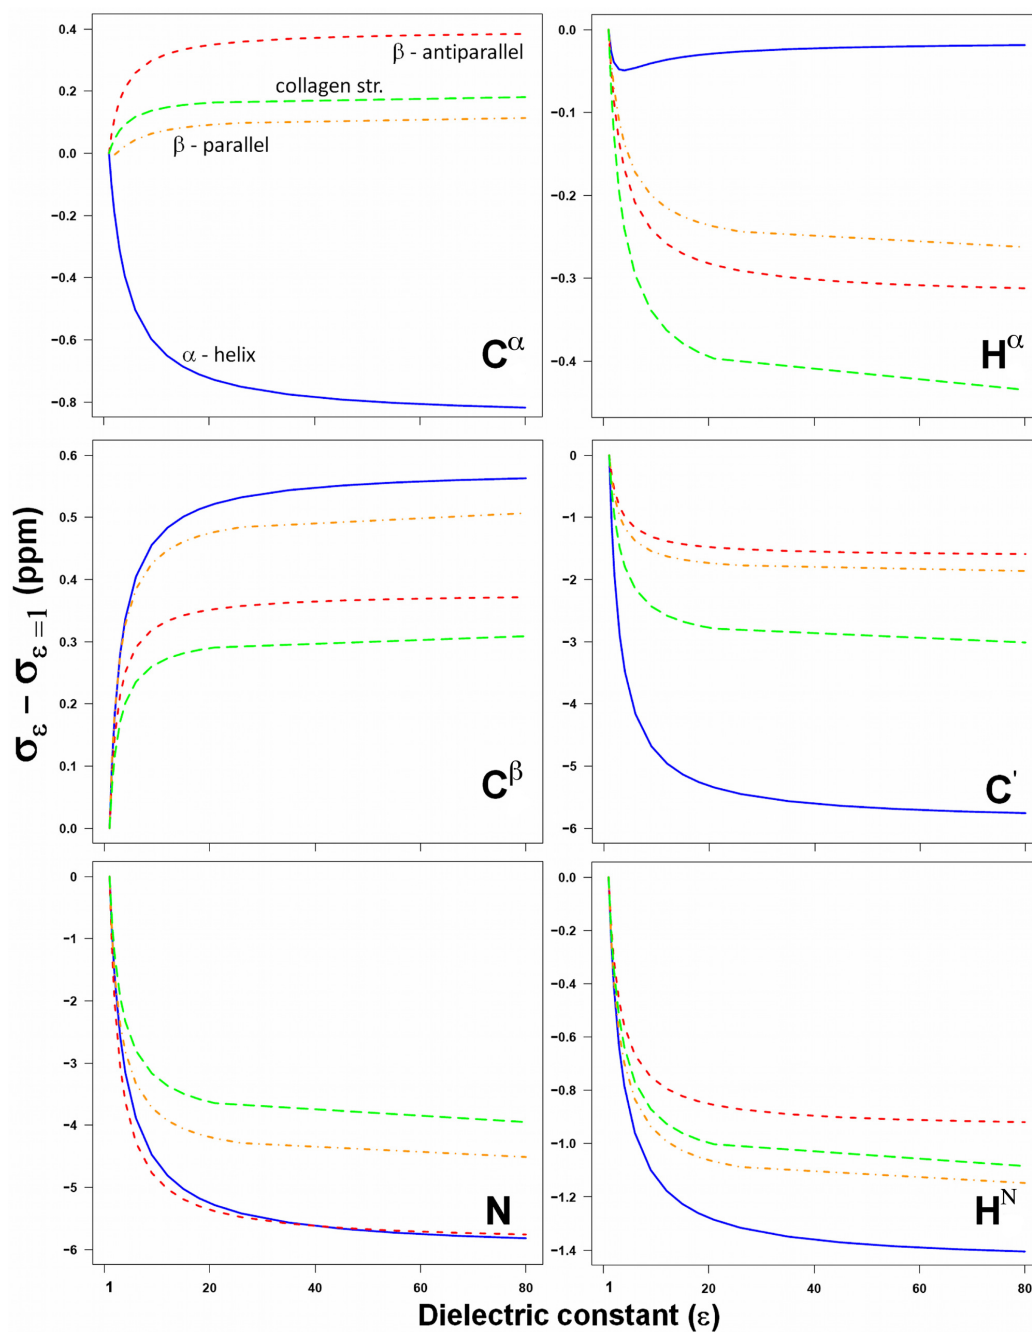 0.4
0.2
0.0
−0.2
−0.4
−0.6
−0.8
β - antiparallel
collagen str.
β - parallel
α - helix
Cα
0.0
−0.1
−0.2
−0.3
−0.4
Hα
0.6
0.5
0.4
0.3
0.2
0.1
0.0
Cβ
0
−1
−2
−3
−4
−5
−6
C'
σε − σε=1 (ppm)
0
−1
−2
−3
−4
−5
−6
N
1 20 40 60 80
0.0
−0.2
−0.4
−0.6
−0.8
−1.0
−1.2
−1.4
HN
1 20 40 60 80
Dielectric constant (ε)